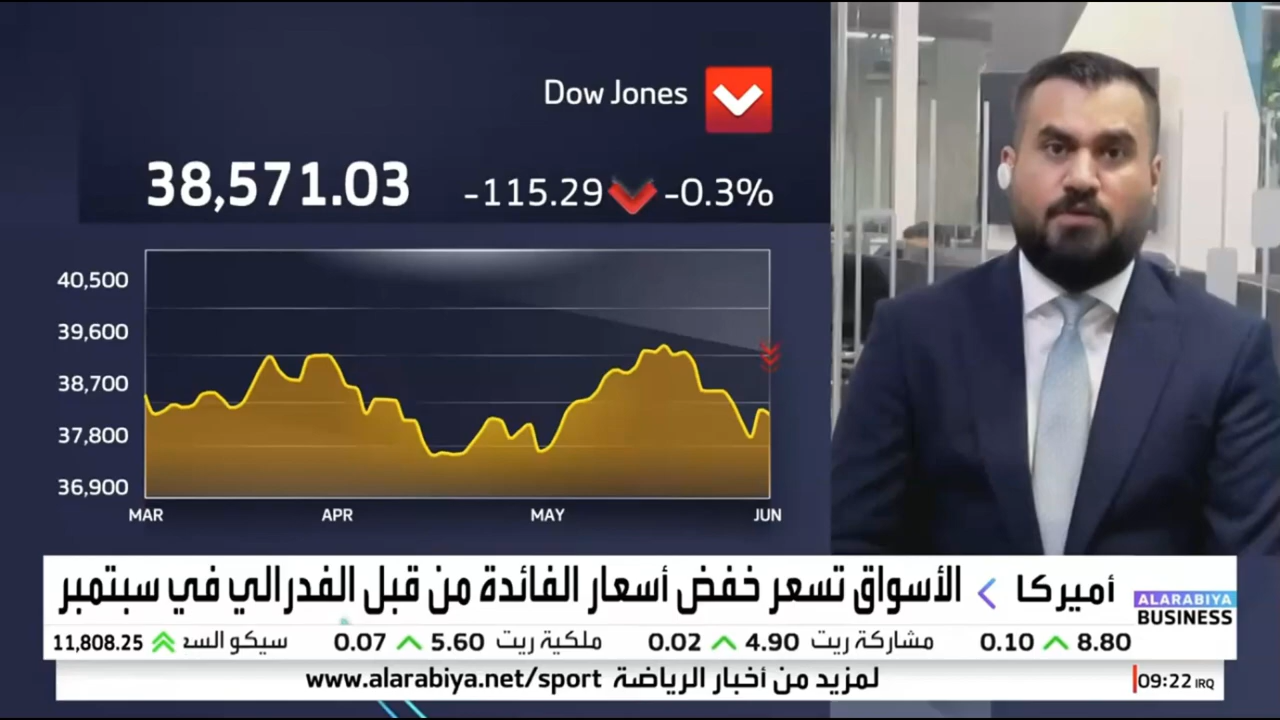 Dow Jones
38,571.03 -115.29 -0.3%
40,500
39,600
38,700
37,800
36,900
MAR APR MAY JUN
أميركا > الأسواق تسعر خفض أسعار الفائدة من قبل الفدرالي في سبتمبر
ALARABIYA
BUSINESS
8.80 0.10 مشاركة ريت 4.90 0.02 ملكية ريت 5.60 0.07 سيكو السع 11,808.25
لمزيد من أخبار الرياضة www.alarabiya.net/sport
09:22 IRQ